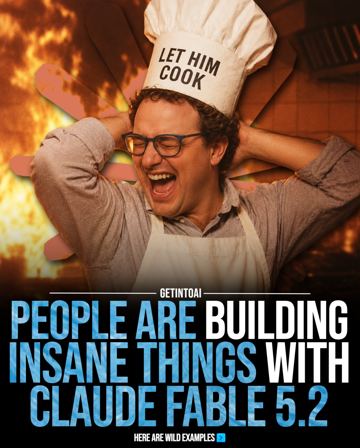 LET HIM
COOK
GETINTOAI
PEOPLE ARE BUILDING
INSANE THINGS WITH
CLAUDE FABLE 5.2
HERE ARE WILD EXAMPLES